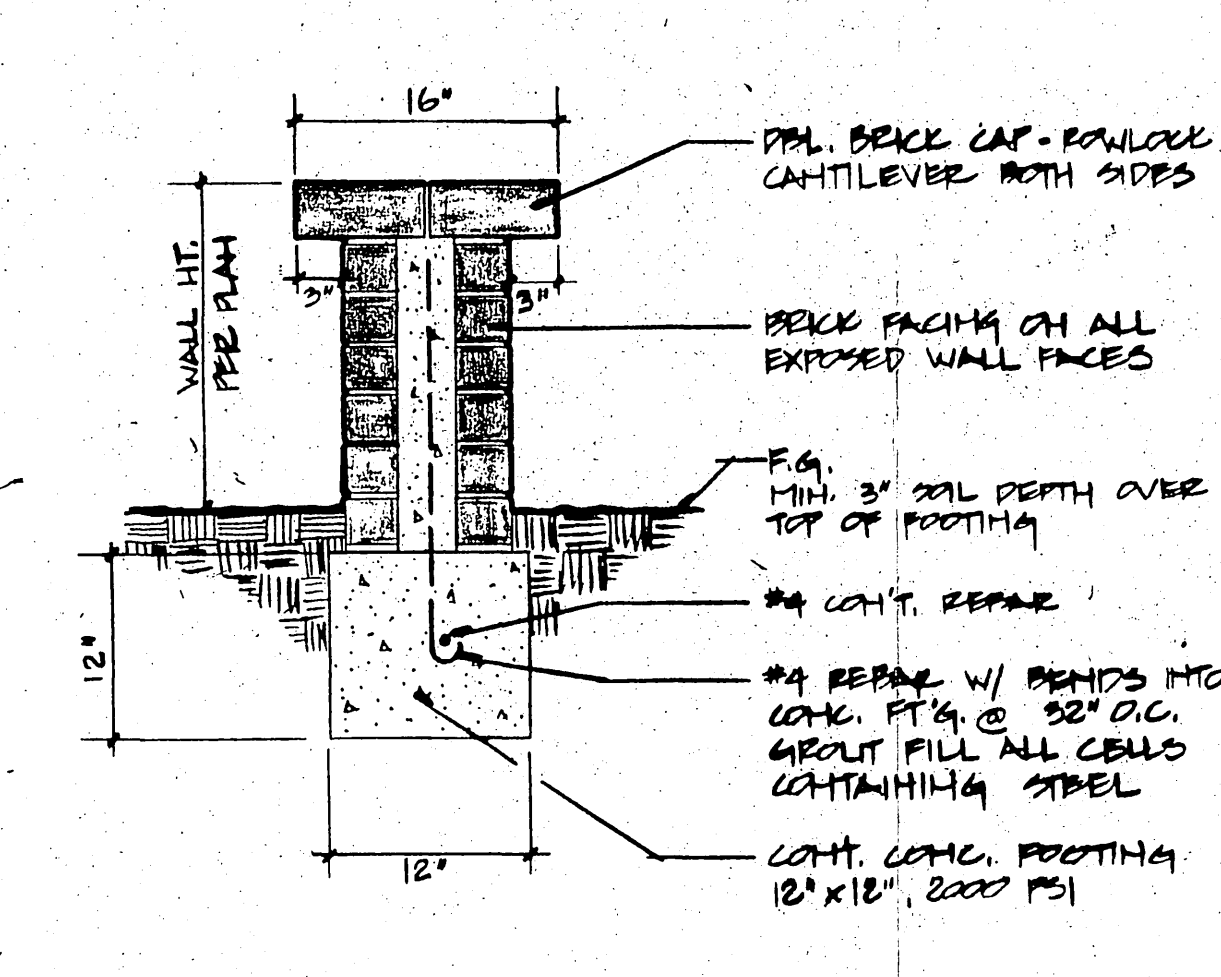 16"
DBL. BRICK CAP - ROWLOCK
CANTILEVER BOTH SIDES
WALL HT.
PER PLAN
3"
3"
BRICK FACING ON ALL
EXPOSED WALL FACES
F.G.
MIN. 3" SOIL DEPTH OVER
TOP OF FOOTING
#4 CON'T. REBAR
12"
#4 REBAR W/ BENDS INTO
CONC. FT'G. @ 32" O.C.
GROUT FILL ALL CELLS
CONTAINING STEEL
12"
CONT. CONC. FOOTING
12" x 12", 2000 PSI